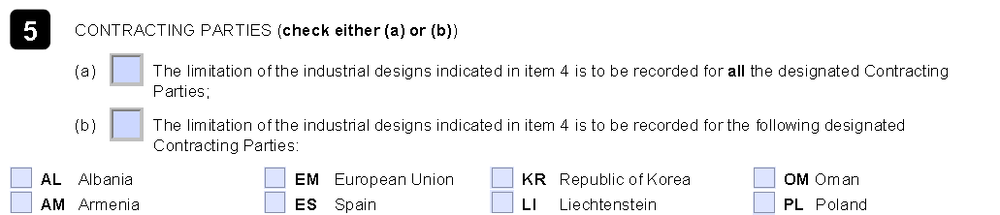 5 CONTRACTING PARTIES (check either (a) or (b))
(a) The limitation of the industrial designs indicated in item 4 is to be recorded for all the designated Contracting
Parties;
(b) The limitation of the industrial designs indicated in item 4 is to be recorded for the following designated
Contracting Parties:
AL Albania EM European Union KR Republic of Korea OM Oman
AM Armenia ES Spain LI Liechtenstein PL Poland